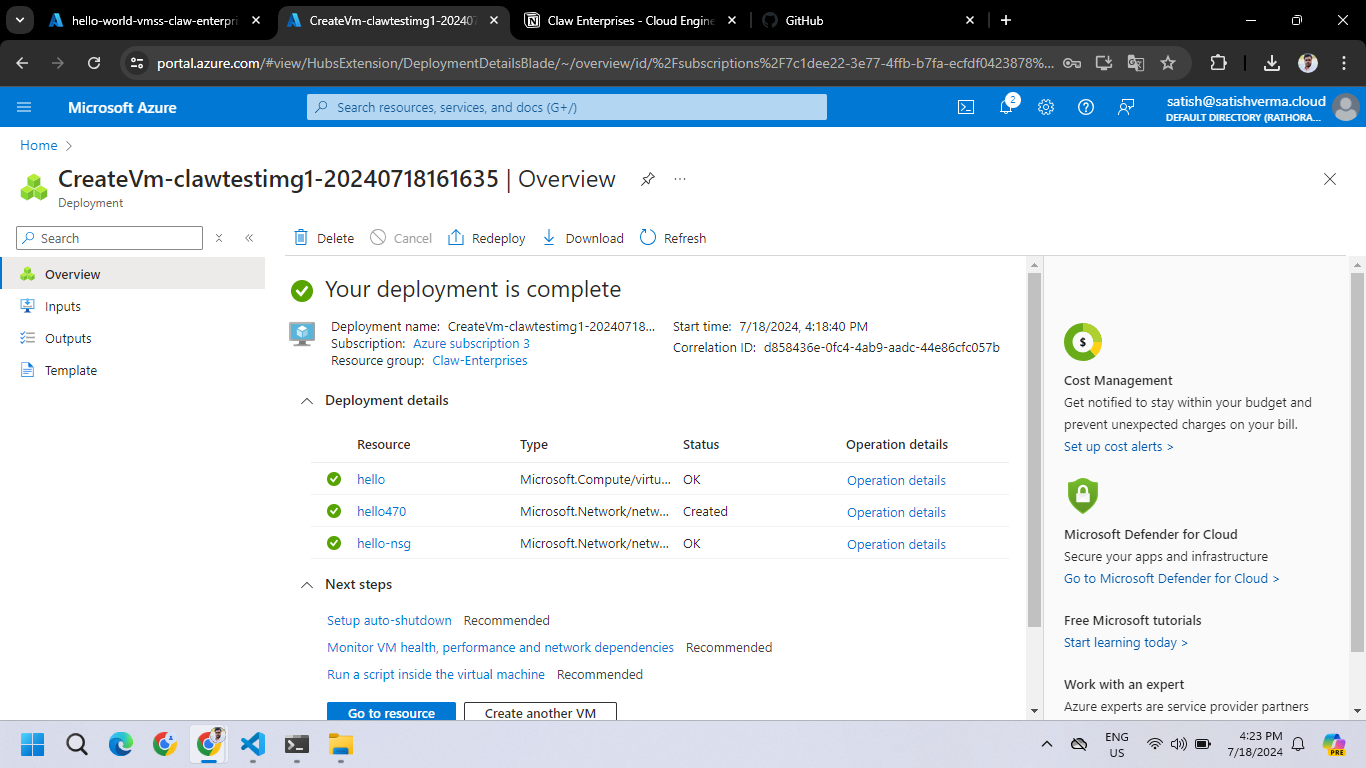 hello-world-vmss-claw-enterpri
CreateVm-clawtestimg1-202407
Claw Enterprises - Cloud Engine
GitHub
portal.azure.com/#view/HubsExtension/DeploymentDetailsBlade/~/overview/id/%2Fsubscriptions%2F7c1dee22-3e77-4ffb-b7fa-ecfdf0423878%...
Microsoft Azure
Search resources, services, and docs (G+/)
2
satish@satishverma.cloud
DEFAULT DIRECTORY (RATHORA...
Home
CreateVm-clawtestimg1-20240718161635 | Overview
Deployment
Search
Delete
Cancel
Redeploy
Download
Refresh
Overview
Inputs
Outputs
Template
Your deployment is complete
Deployment name: CreateVm-clawtestimg1-20240718...
Subscription: Azure subscription 3
Resource group: Claw-Enterprises
Start time: 7/18/2024, 4:18:40 PM
Correlation ID: d858436e-0fc4-4ab9-aadc-44e86cfc057b
Deployment details
Resource Type Status Operation details
hello Microsoft.Compute/virtu... OK Operation details
hello470 Microsoft.Network/netw... Created Operation details
hello-nsg Microsoft.Network/netw... OK Operation details
Next steps
Setup auto-shutdown Recommended
Monitor VM health, performance and network dependencies Recommended
Run a script inside the virtual machine Recommended
Go to resource
Create another VM
$
Cost Management
Get notified to stay within your budget and
prevent unexpected charges on your bill.
Set up cost alerts >
Microsoft Defender for Cloud
Secure your apps and infrastructure
Go to Microsoft Defender for Cloud >
Free Microsoft tutorials
Start learning today >
Work with an expert
Azure experts are service provider partners
ENG
US
4:23 PM
7/18/2024
PRE